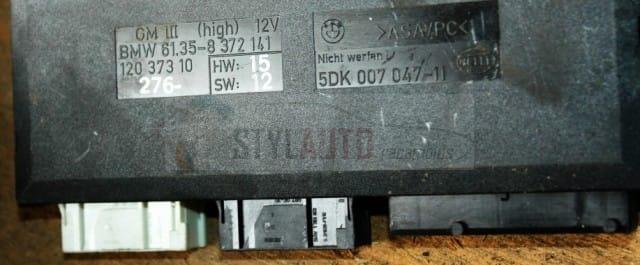 GM III (high) 12V
BMW 61.35-8 372 141
120 373 10
HW: 15
276-
SW: 12
>ASA/PC<
Nicht werfen
5DK 007 047-11
STYLAUTO
recambios